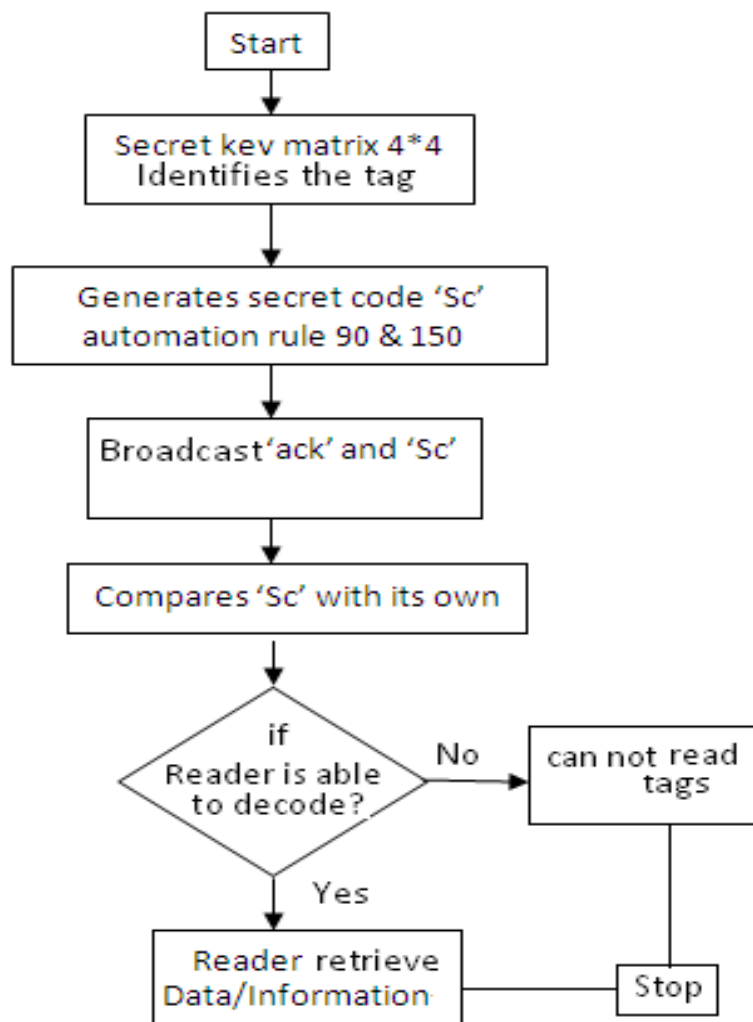 Start
Secret kev matrix 4*4
Identifies the tag
Generates secret code ‘Sc’
automation rule 90 & 150
Broadcast ‘ack’ and ‘Sc’
Compares ‘Sc’ with its own
if
Reader is able
to decode?
No
can not read
tags
Yes
Reader retrieve
Data/Information
Stop